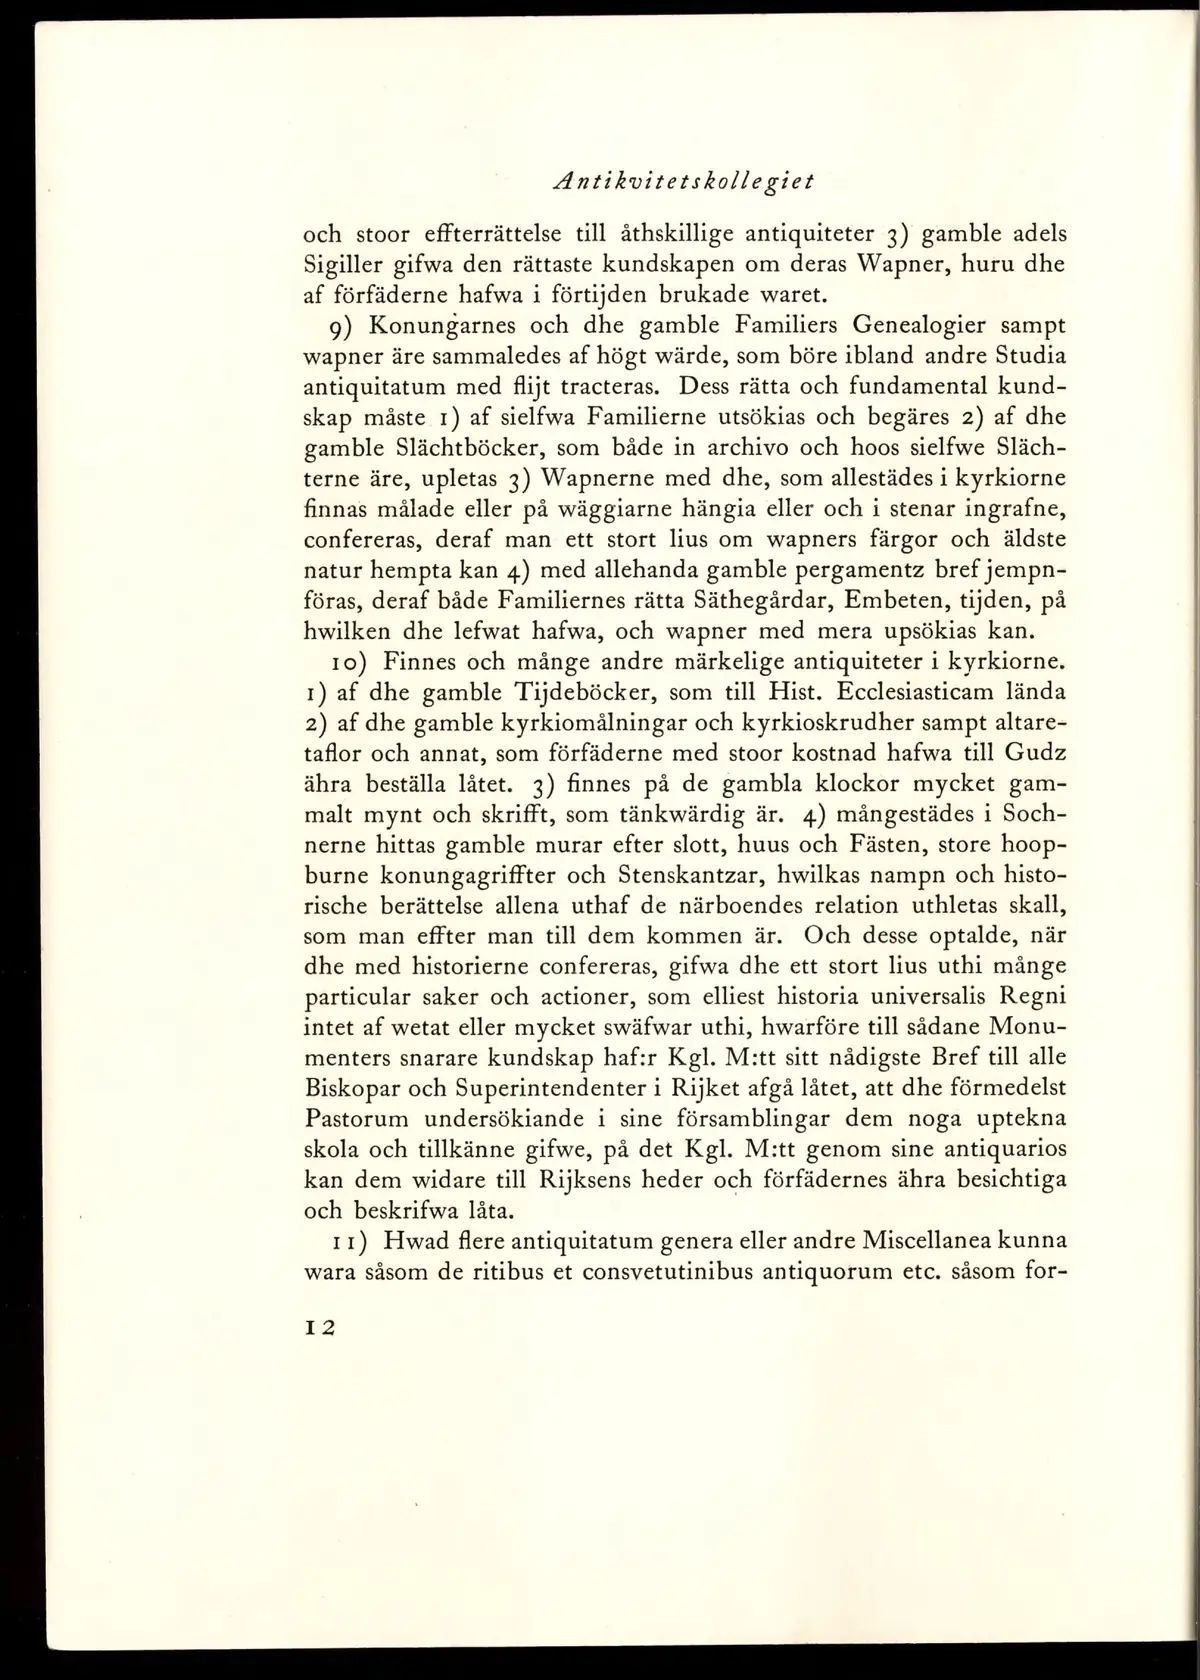 Antikvitetskollegiet
och stoor effterrättelse till åthskillige antiquiteter 3) gamble adels
Sigiller gifwa den rättaste kundskapen om deras Wapner, huru dhe
af förfäderne hafwa i förtijden brukade waret.
9) Konungarnes och dhe gamble Familiers Genealogier sampt
wapner äre sammaledes af högt wärde, som böre ibland andre Studia
antiquitatum med flijt tracteras. Dess rätta och fundamental kund-
skap måste 1) af sielfwa Familierne utsökias och begäres 2) af dhe
gamble Slächtböcker, som både in archivo och hoos sielfwe Släch-
terne äre, upletas 3) Wapnerne med dhe, som allestädes i kyrkiorne
finnas målade eller på wäggiarne hängia eller och i stenar ingrafne,
confereras, deraf man ett stort lius om wapners färgor och äldste
natur hempta kan 4) med allehanda gamble pergamentz bref jempn-
föras, deraf både Familiernes rätta Säthegårdar, Embeten, tijden, på
hwilken dhe lefwat hafwa, och wapner med mera upsökias kan.
10) Finnes och månge andre märkelige antiquiteter i kyrkiorne.
1) af dhe gamble Tijdeböcker, som till Hist. Ecclesiasticam lända
2) af dhe gamble kyrkiomålningar och kyrkioskrudher sampt altare-
taflor och annat, som förfäderne med stoor kostnad hafwa till Gudz
ähra beställa låtet. 3) finnes på de gambla klockor mycket gam-
malt mynt och skrifft, som tänkwärdig är. 4) mångestädes i Soch-
nerne hittas gamble murar efter slott, huus och Fästen, store hoop-
burne konungagriffter och Stenskantzar, hwilkas nampn och histo-
rische berättelse allena uthaf de närboendes relation uthletas skall,
som man effter man till dem kommen är. Och desse optalde, när
dhe med historierne confereras, gifwa dhe ett stort lius uthi månge
particular saker och actioner, som elliest historia universalis Regni
intet af wetat eller mycket swäfwar uthi, hwarföre till sådane Monu-
menters snarare kundskap haf:r Kgl. M:tt sitt nådigste Bref till alle
Biskopar och Superintendenter i Rijket afgå låtet, att dhe förmedelst
Pastorum undersökiande i sine församblingar dem noga uptekna
skola och tillkänne gifwe, på det Kgl. M:tt genom sine antiquarios
kan dem widare till Rijksens heder och förfädernes ähra besichtiga
och beskrifwa låta.
11) Hwad flere antiquitatum genera eller andre Miscellanea kunna
wara såsom de ritibus et consvetutinibus antiquorum etc. såsom for-
12